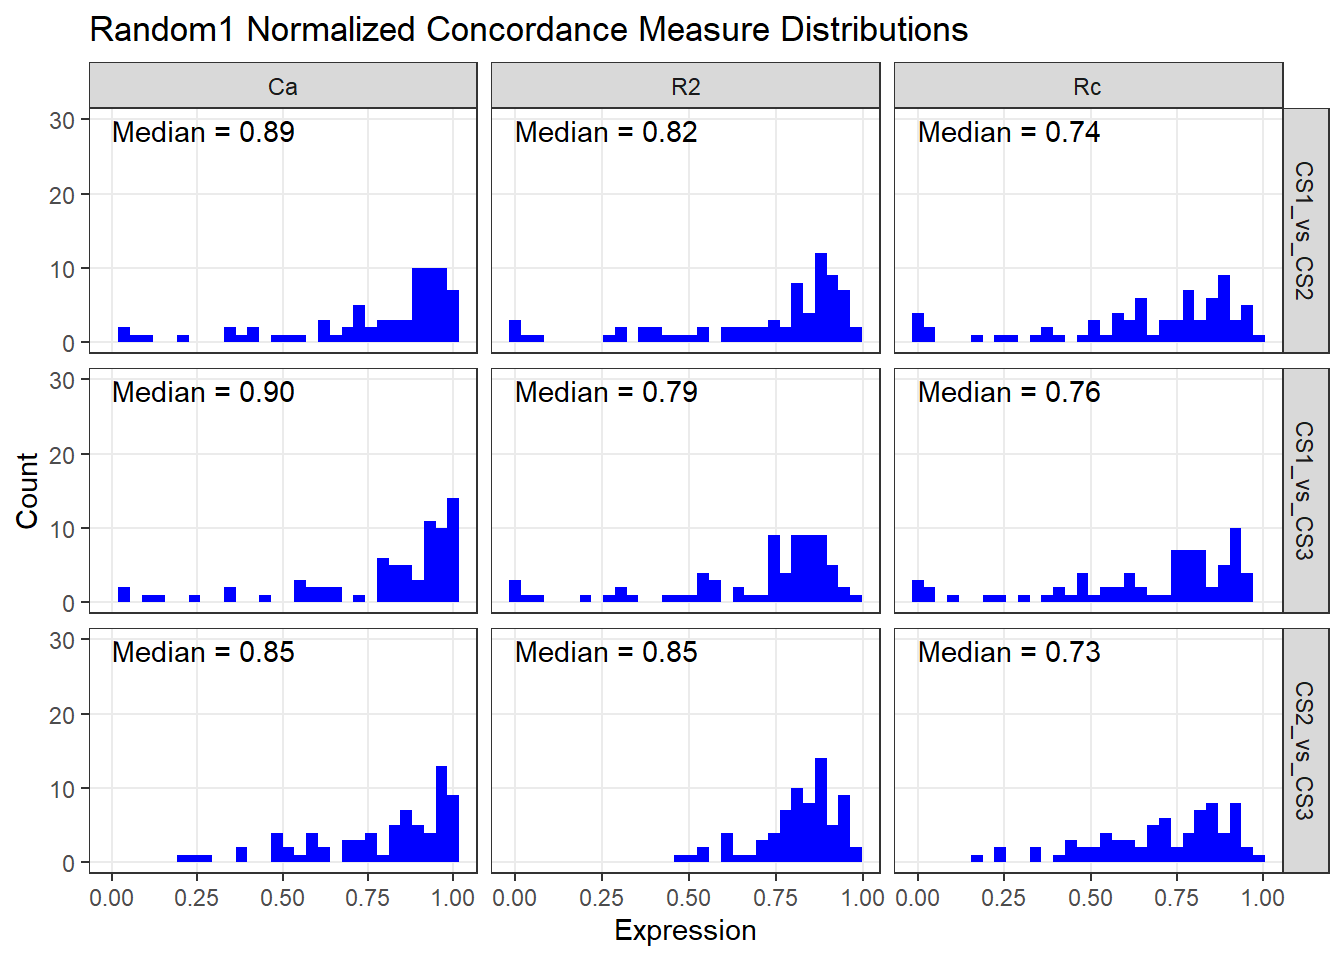 Random1 Normalized Concordance Measure Distributions
Ca R2 Rc
30
20
10
0
Median = 0.89 Median = 0.82 Median = 0.74
CS1_vs_CS2
30
20
10
0
Median = 0.90 Median = 0.79 Median = 0.76
CS1_vs_CS3
Count
30
20
10
0
Median = 0.85 Median = 0.85 Median = 0.73
CS2_vs_CS3
0.00 0.25 0.50 0.75 1.00 0.00 0.25 0.50 0.75 1.00 0.00 0.25 0.50 0.75 1.00
Expression